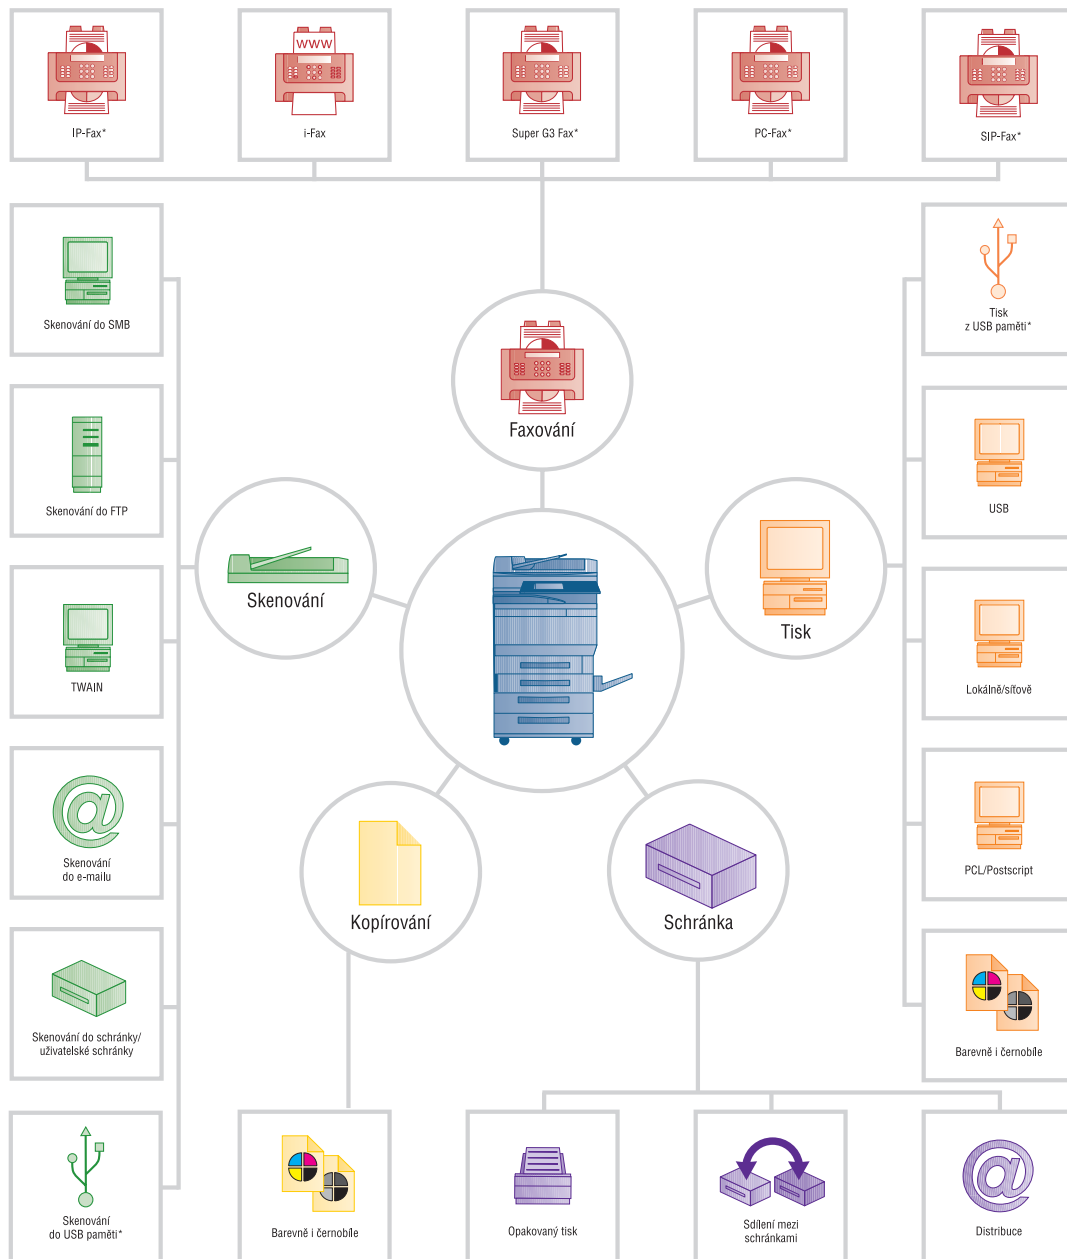 WWW
IP-Fax*
i-Fax
Super G3 Fax*
PC-Fax*
SIP-Fax*
Skenování do SMB
Skenování do FTP
TWAIN
Skenování
do e-mailu
Skenování do schránky/
uživatelské schránky
Skenování
do USB paměti*
Faxování
Skenování
Tisk
Kopírování
Schránka
Tisk
z USB paměti*
USB
Lokálně/síťově
PCL/Postscript
Barevně i černobíle
Barevně i černobíle
Opakovaný tisk
Sdílení mezi
schránkami
Distribuce